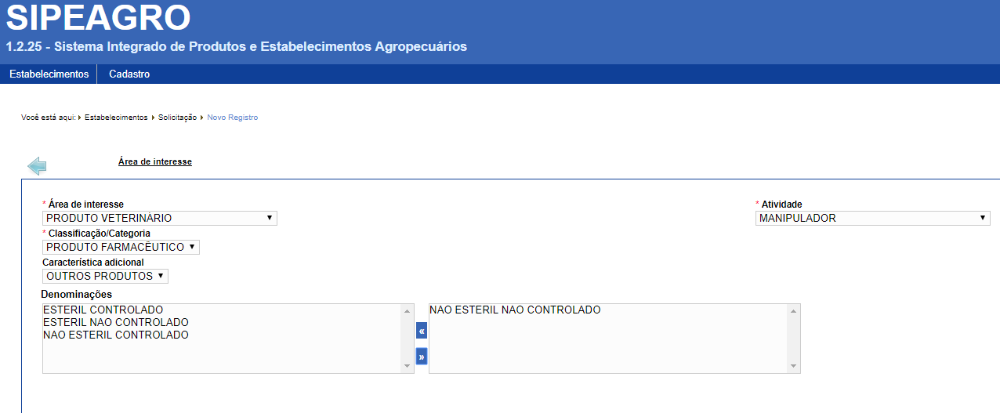 SIPEAGRO
1.2.25 - Sistema Integrado de Produtos e Estabelecimentos Agropecuários
Estabelecimentos Cadastro
Você está aqui: Estabelecimentos Solicitação Novo Registro
Área de interesse
* Área de interesse * Atividade
PRODUTO VETERINÁRIO MANIPULADOR
* Classificação/Categoria
PRODUTO FARMACÊUTICO
Característica adicional
OUTROS PRODUTOS
Denominações
ESTERIL CONTROLADO NAO ESTERIL NAO CONTROLADO
ESTERIL NAO CONTROLADO
NAO ESTERIL CONTROLADO
«
»